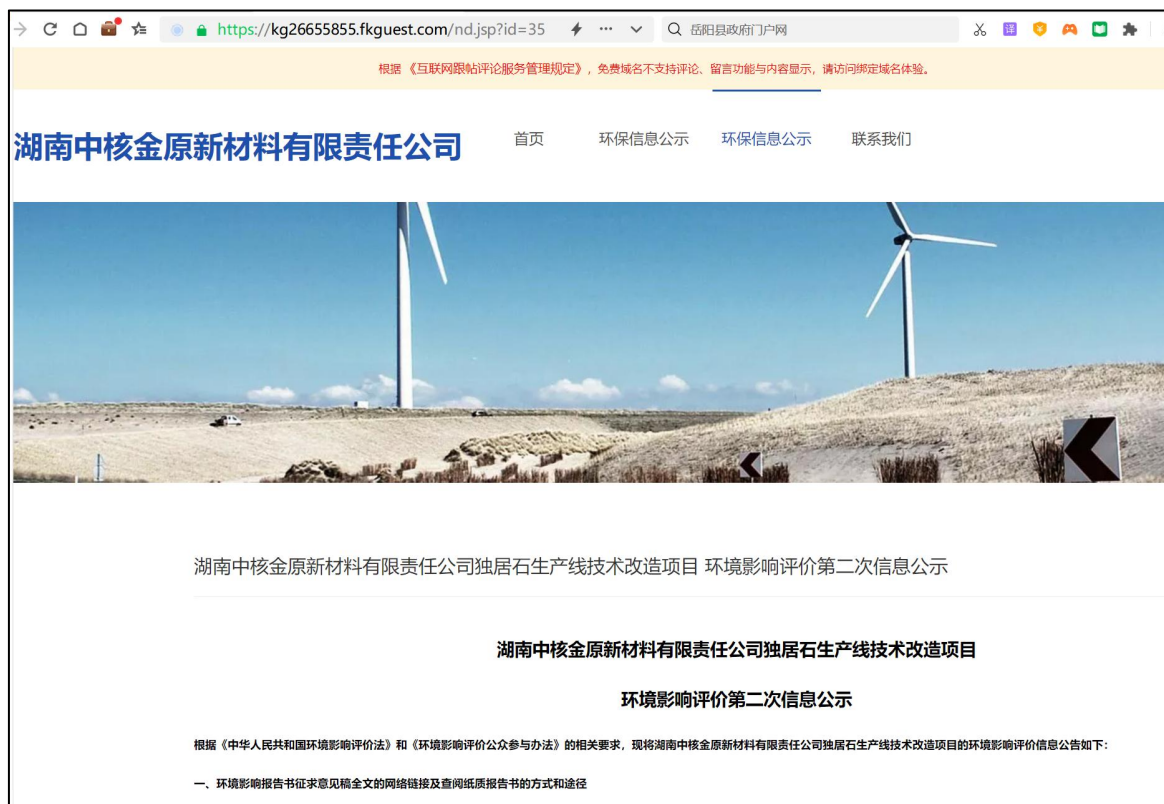 https://kg26655855.fkguest.com/nd.jsp?id=35
岳阳县政府门户网
译
根据《互联网跟帖评论服务管理规定》，免费域名不支持评论、留言功能与内容显示，请访问绑定域名体验。
湖南中核金原新材料有限责任公司
首页 环保信息公示 环保信息公示 联系我们
湖南中核金原新材料有限责任公司独居石生产线技术改造项目 环境影响评价第二次信息公示
湖南中核金原新材料有限责任公司独居石生产线技术改造项目
环境影响评价第二次信息公示
根据《中华人民共和国环境影响评价法》和《环境影响评价公众参与办法》的相关要求，现将湖南中核金原新材料有限责任公司独居石生产线技术改造项目的环境影响评价信息公告如下：
一、环境影响报告书征求意见稿全文的网络链接及查阅纸质报告书的方式和途径